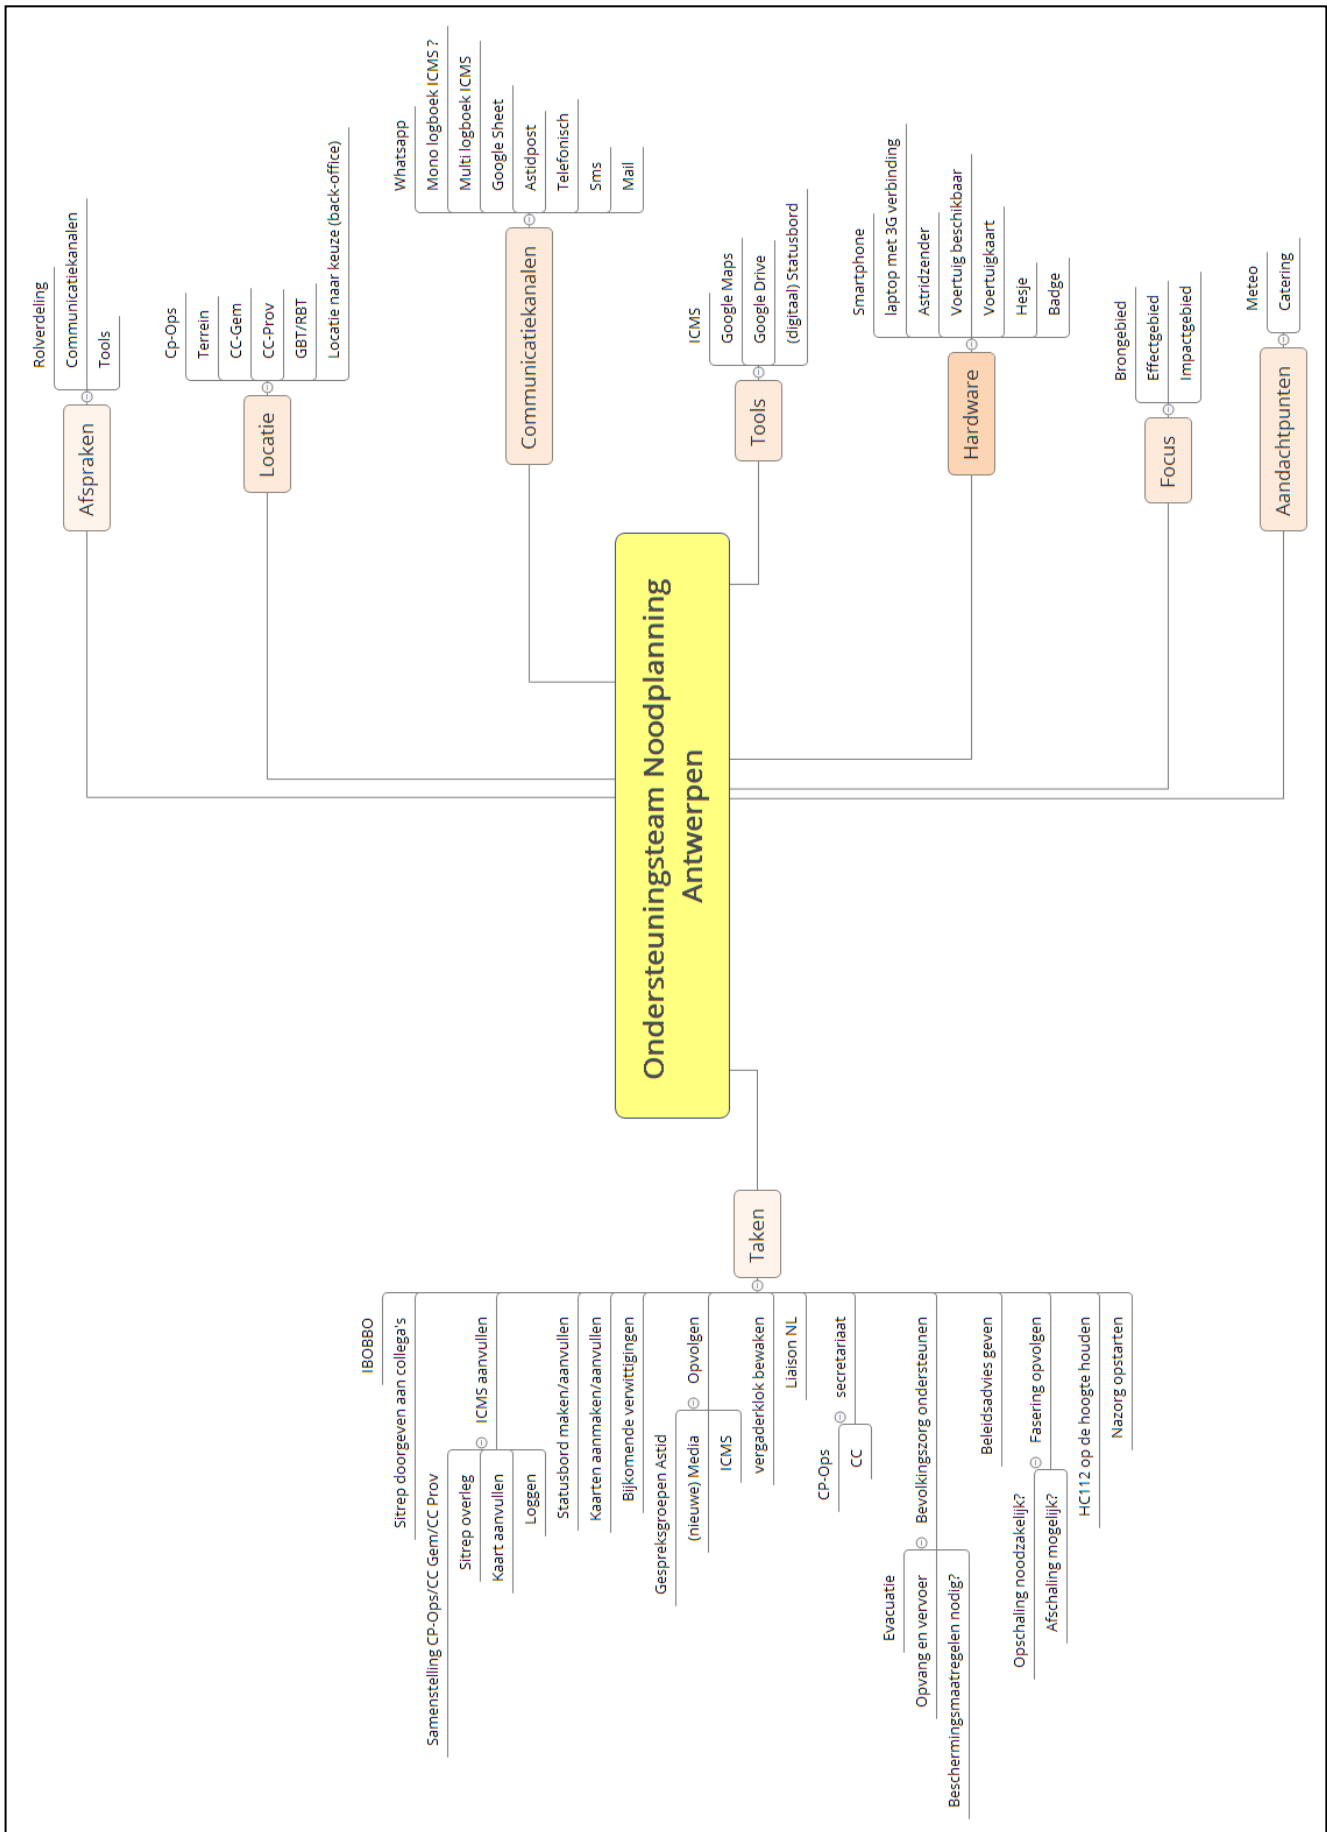 Ondersteuningsteam Noodplanning
Antwerpen
Afspraken
Rolverdeling
Communicatiekanalen
Tools
Locatie
Cp-Ops
Terrein
CC-Gem
CC-Prov
GBT/RBT
Locatie naar keuze (back-office)
Communicatiekanalen
Whatsapp
Mono logboek ICMS ?
Multi logboek ICMS
Google Sheet
Astidpost
Telefonisch
Sms
Mail
Tools
ICMS
Google Maps
Google Drive
(digitaal) Statusbord
Hardware
Smartphone
laptop met 3G verbinding
Astridzender
Voertuig beschikbaar
Voertuigkaart
Hesje
Badge
Focus
Brongebied
Effectgebied
Impactgebied
Aandachtpunten
Meteo
Catering
Taken
IBOBBO
Sitrep doorgeven aan collega's
ICMS aanvullen
Samenstelling CP-Ops/CC Gem/CC Prov
Sitrep overleg
Kaart aanvullen
Loggen
Statusbord maken/aanvullen
Kaarten aanmaken/aanvullen
Bijkomende verwittigingen
Opvolgen
Gespreksgroepen Astid
(nieuwe) Media
ICMS
vergaderklok bewaken
Liaison NL
secretariaat
CP-Ops
CC
Bevolkingszorg ondersteunen
Evacuatie
Opvang en vervoer
Beschermingsmaatregelen nodig?
Beleidsadvies geven
Fasering opvolgen
Opschaling noodzakelijk?
Afschaling mogelijk?
HC112 op de hoogte houden
Nazorg opstarten